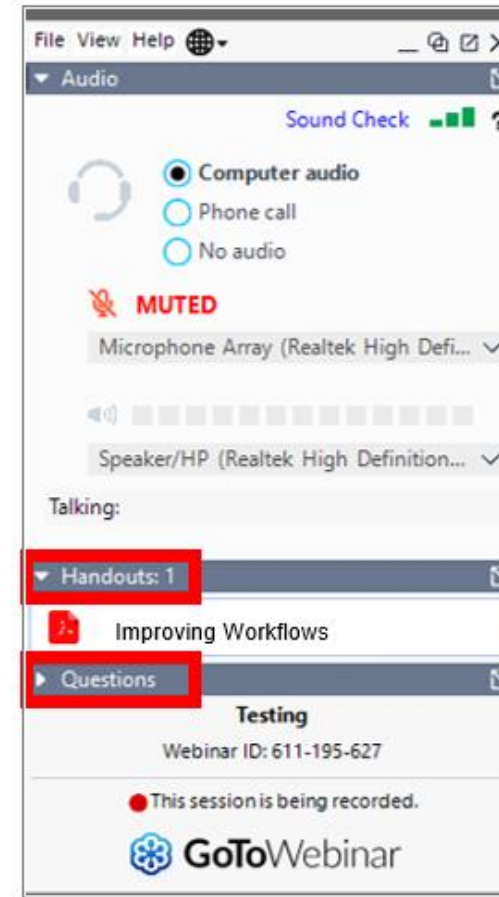 File View Help
Audio
Sound Check ?
Computer audio
Phone call
No audio
MUTED
Microphone Array (Realtek High Defi...
Speaker/HP (Realtek High Definition...
Talking:
Handouts: 1
Improving Workflows
Questions
Testing
Webinar ID: 611-195-627
This session is being recorded.
GoToWebinar